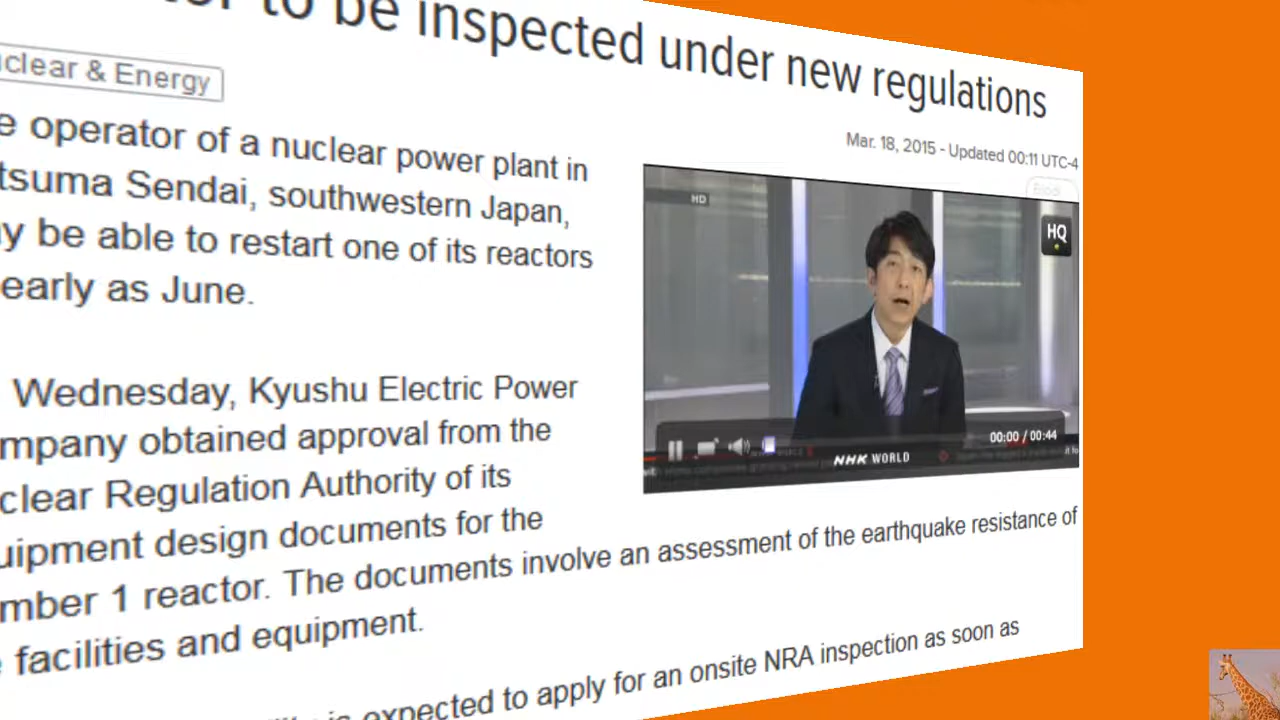 to be inspected under new regulations
Nuclear & Energy
Mar. 18, 2015 - Updated 00:11 UTC-4
operator of a nuclear power plant in
tsuma Sendai, southwestern Japan,
y be able to restart one of its reactors
early as June.
Wednesday, Kyushu Electric Power
mpany obtained approval from the
clear Regulation Authority of its
uipment design documents for the
mber 1 reactor. The documents involve an assessment of the earthquake resistance of
facilities and equipment.
is expected to apply for an onsite NRA inspection as soon as
HD
HQ
00:00 / 00:44
NHK WORLD